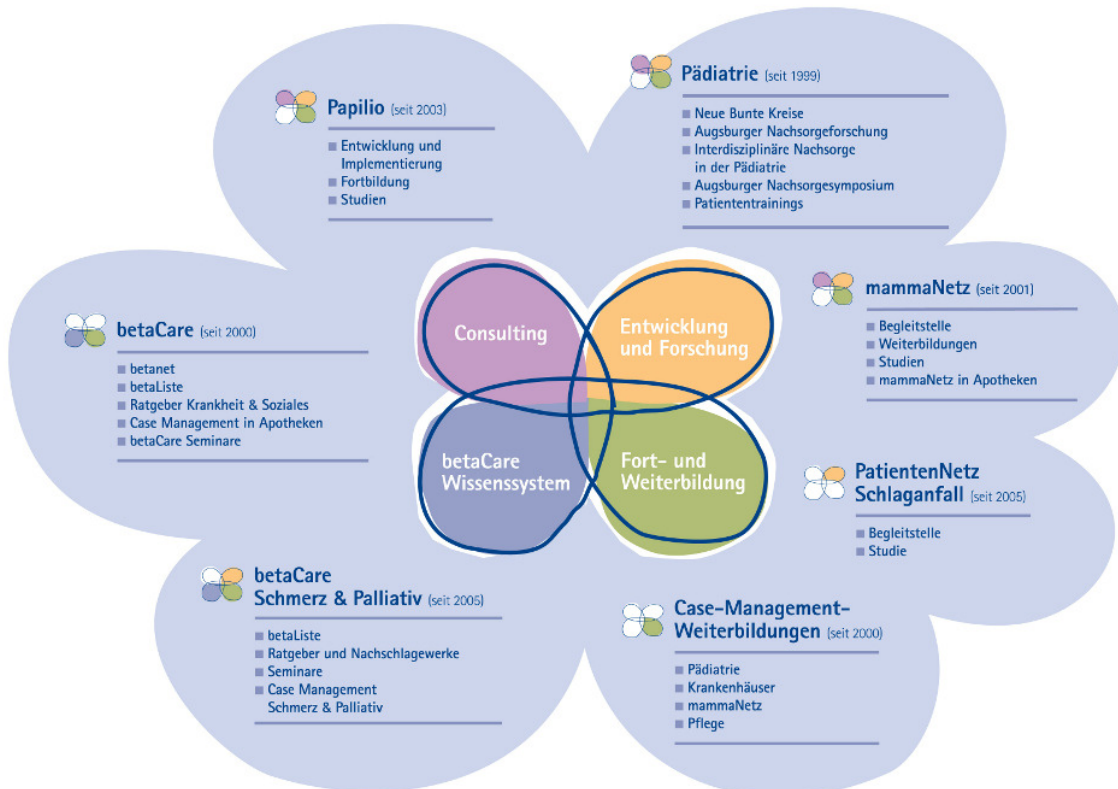 Papilio (seit 2003)
Entwicklung und
Implementierung
Fortbildung
Studien
Pädiatrie (seit 1999)
Neue Bunte Kreise
Augsburger Nachsorgeforschung
Interdisziplinäre Nachsorge
in der Pädiatrie
Augsburger Nachsorgesymposium
Patiententrainings
betaCare (seit 2000)
betanet
betaListe
Ratgeber Krankheit & Soziales
Case Management in Apotheken
betaCare Seminare
Consulting
Entwicklung
und Forschung
betaCare
Wissenssystem
Fort- und
Weiterbildung
mammaNetz (seit 2001)
Begleitstelle
Weiterbildungen
Studien
mammaNetz in Apotheken
PatientenNetz
Schlaganfall (seit 2005)
Begleitstelle
Studie
betaCare
Schmerz & Palliativ (seit 2005)
betaListe
Ratgeber und Nachschlagewerke
Seminare
Case Management
Schmerz & Palliativ
Case-Management-
Weiterbildungen (seit 2000)
Pädiatrie
Krankenhäuser
mammaNetz
Pflege